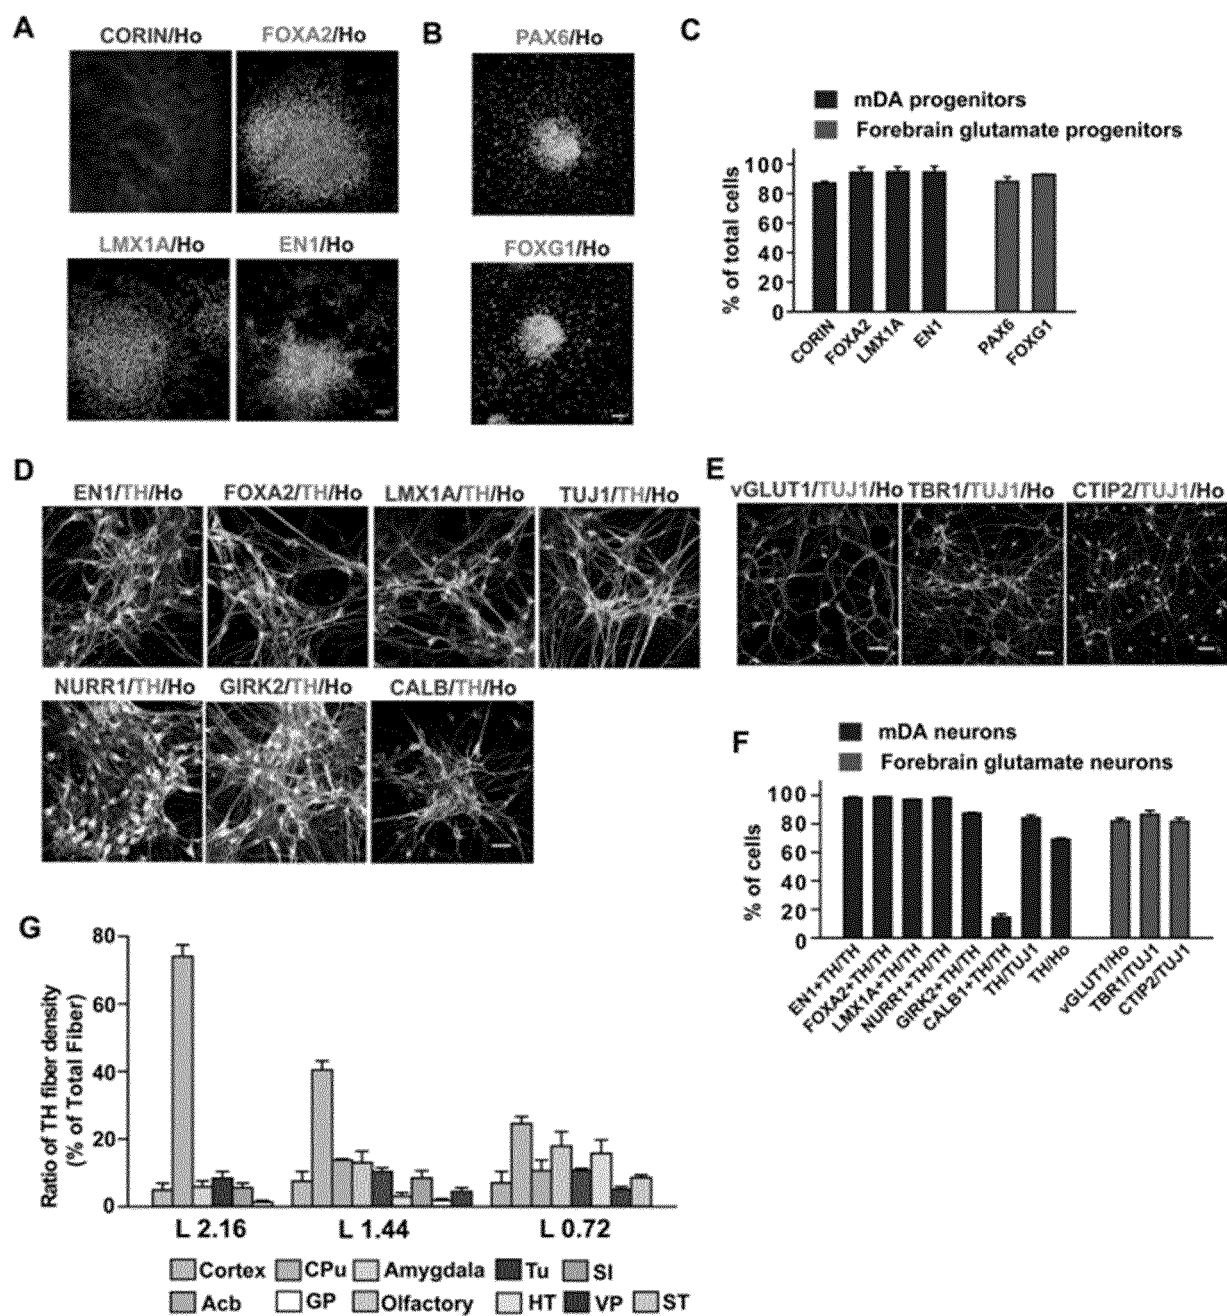 A
CORIN/Ho
FOXA2/Ho
LMX1A/Ho
EN1/Ho
B
PAX6/Ho
FOXG1/Ho
C
mDA progenitors
Forebrain glutamate progenitors
% of total cells
100
80
60
40
20
0
CORIN
FOXA2
LMX1A
EN1
PAX6
FOXG1
D
EN1/TH/Ho
FOXA2/TH/Ho
LMX1A/TH/Ho
TUJ1/TH/Ho
NURR1/TH/Ho
GIRK2/TH/Ho
CALB/TH/Ho
E
vGLUT1/TUJ1/Ho
TBR1/TUJ1/Ho
CTIP2/TUJ1/Ho
F
mDA neurons
Forebrain glutamate neurons
% of cells
100
80
60
40
20
0
EN1+TH/TH
FOXA2+TH/TH
LMX1A+TH/TH
NURR1+TH/TH
GIRK2+TH/TH
CALB1+TH/TH
TH/TUJ1
TH/Ho
vGLUT1/Ho
TBR1/TUJ1
CTIP2/TUJ1
G
Ratio of TH fiber density
(% of Total Fiber)
80
60
40
20
0
L 2.16
L 1.44
L 0.72
Cortex CPu Amygdala Tu SI
Acb GP Olfactory HT VP ST